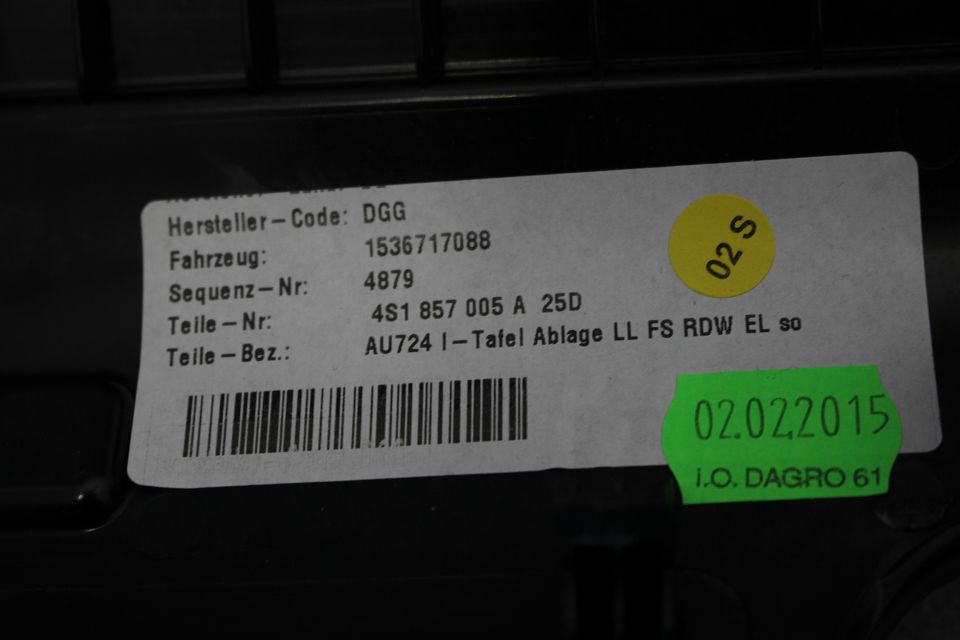 Hersteller-Code: DGG
Fahrzeug: 1536717088
Sequenz-Nr: 4879
Teile-Nr: 4S1 857 005 A 25D
Teile-Bez.: AU724 I-Tafel Ablage LL FS RDW EL so
02 S
02.02.2015
i.O. DAGRO 61